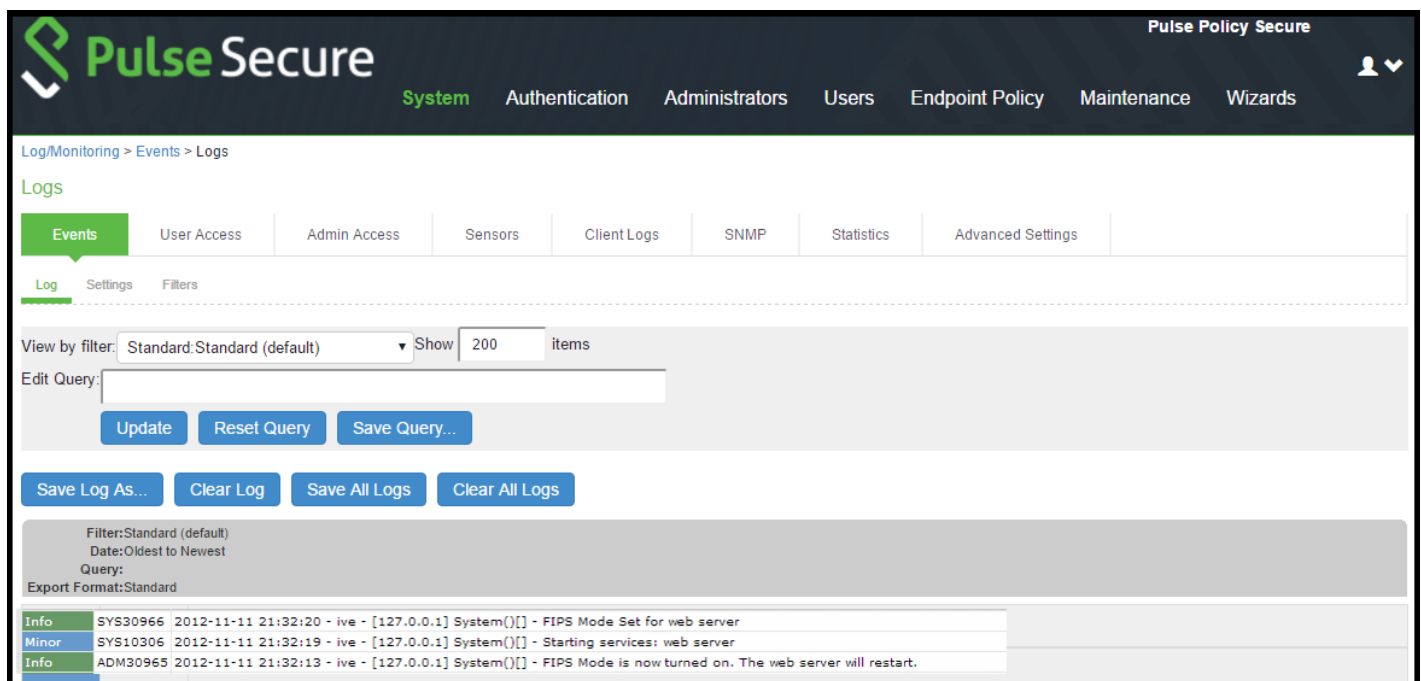 Pulse Policy Secure
Pulse Secure
System Authentication Administrators Users Endpoint Policy Maintenance Wizards
Log/Monitoring > Events > Logs
Logs
Events User Access Admin Access Sensors Client Logs SNMP Statistics Advanced Settings
Log Settings Filters
View by filter: Standard:Standard (default) Show 200 items
Edit Query:
Update Reset Query Save Query...
Save Log As... Clear Log Save All Logs Clear All Logs
Filter:Standard (default)
Date:Oldest to Newest
Query:
Export Format:Standard
Info SYS30966 2012-11-11 21:32:20 - ive - [127.0.0.1] System()[] - FIPS Mode Set for web server
Minor SYS10306 2012-11-11 21:32:19 - ive - [127.0.0.1] System()[] - Starting services: web server
Info ADM30965 2012-11-11 21:32:13 - ive - [127.0.0.1] System()[] - FIPS Mode is now turned on. The web server will restart.